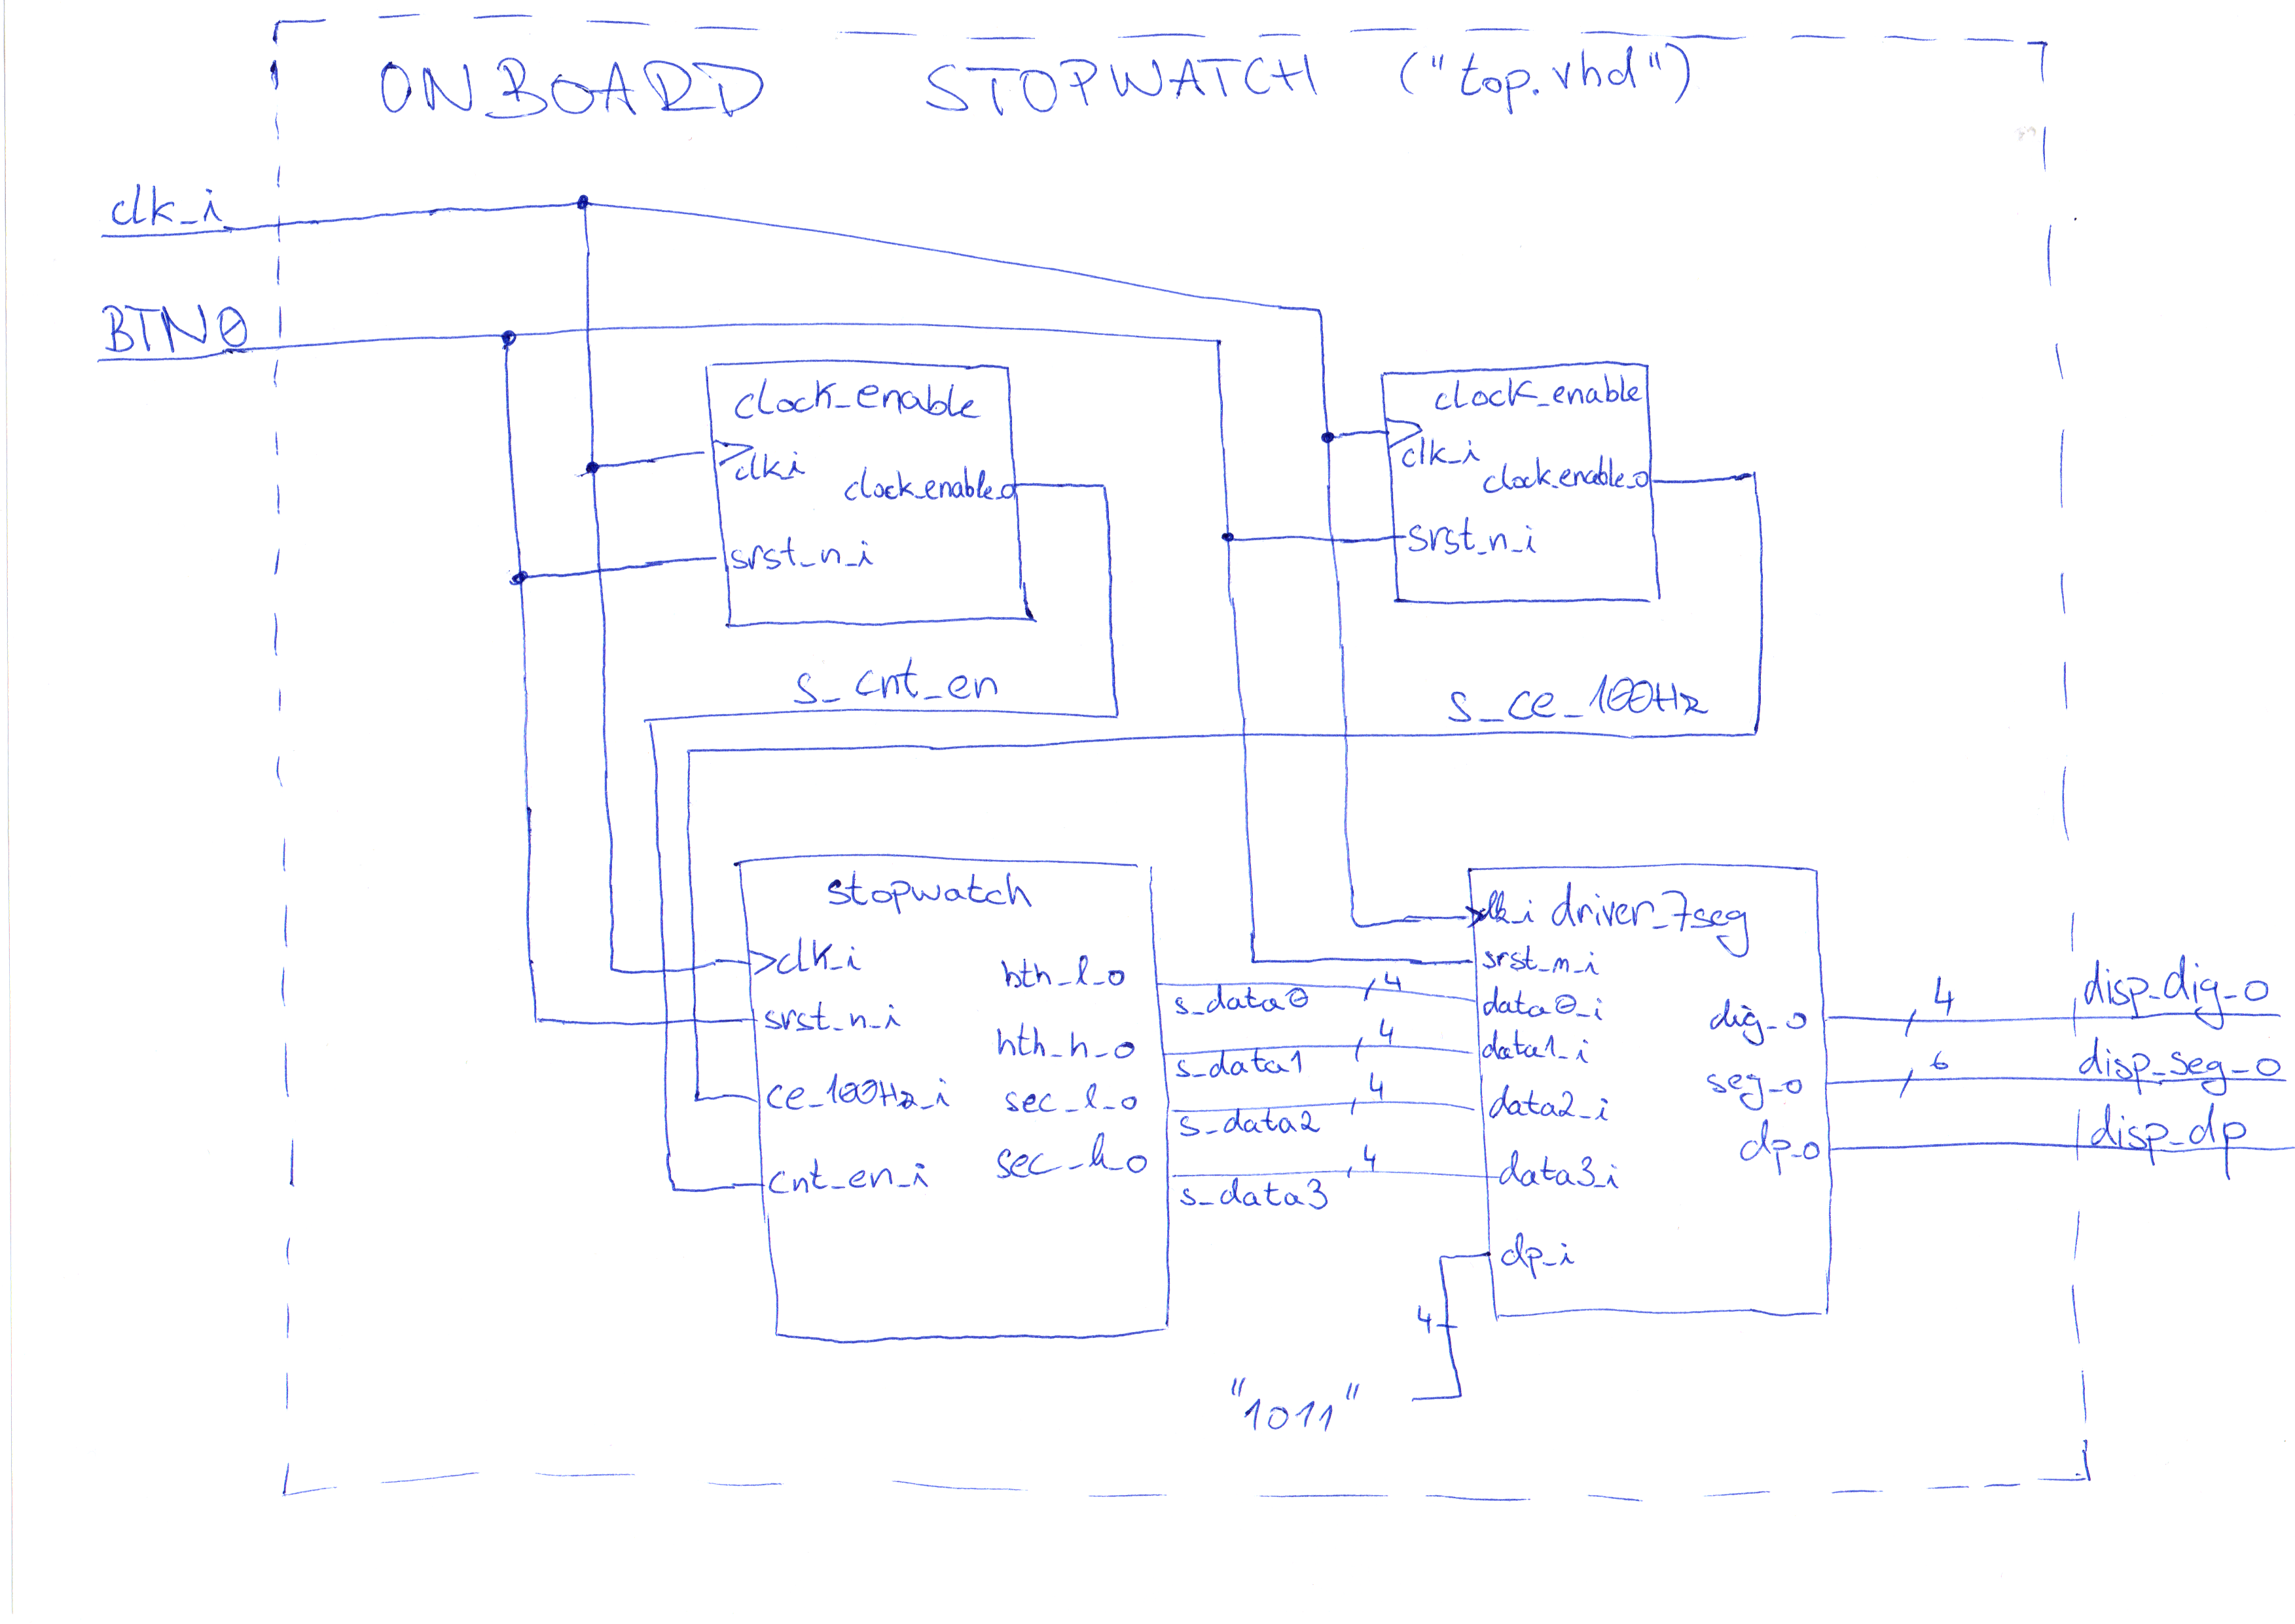 ONBOARD STOPWATCH ("top.vhd")
clk_i
BTN0
clock_enable
clk_i
clock_enable_o
srst_n_i
s_cnt_en
clock_enable
clk_i
clock_enable_o
srst_n_i
s_ce_100Hz
stopwatch
clk_i
srst_n_i
ce_100Hz_i
cnt_en_i
hth_l_o
hth_h_o
sec_l_o
sec_h_o
s_data0
4
s_data1
4
s_data2
4
s_data3
4
clk_i driver_7seg
srst_n_i
data0_i
data1_i
data2_i
data3_i
dp_i
dig_o
seg_o
dp_o
4
disp_dig_o
6
disp_seg_o
disp_dp
4
"1011"